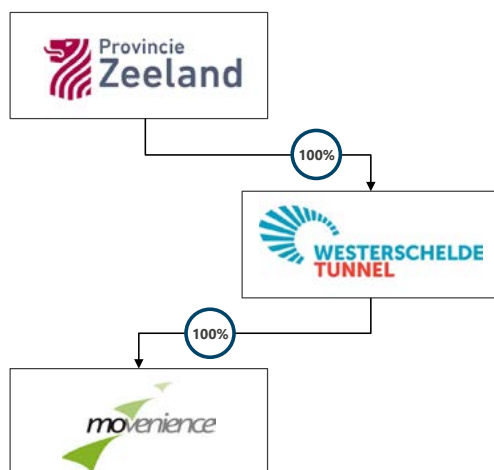 Provincie
Zeeland
100%
WESTERSCHELDE
TUNNEL
100%
movenience